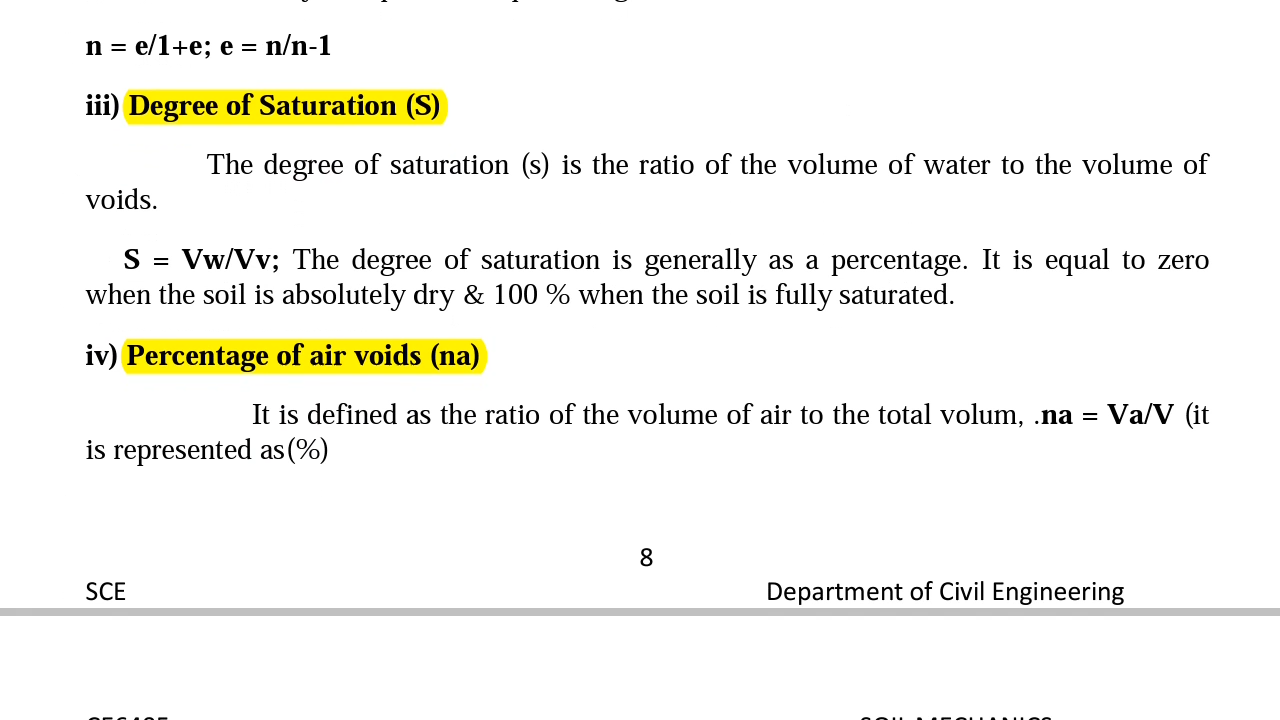 n = e/1+e; e = n/n-1
iii) Degree of Saturation (S)
The degree of saturation (s) is the ratio of the volume of water to the volume of
voids.
S = Vw/Vv; The degree of saturation is generally as a percentage. It is equal to zero
when the soil is absolutely dry & 100 % when the soil is fully saturated.
iv) Percentage of air voids (na)
It is defined as the ratio of the volume of air to the total volum, .na = Va/V (it
is represented as(%)
8
SCE Department of Civil Engineering
SOIL MECHANICS